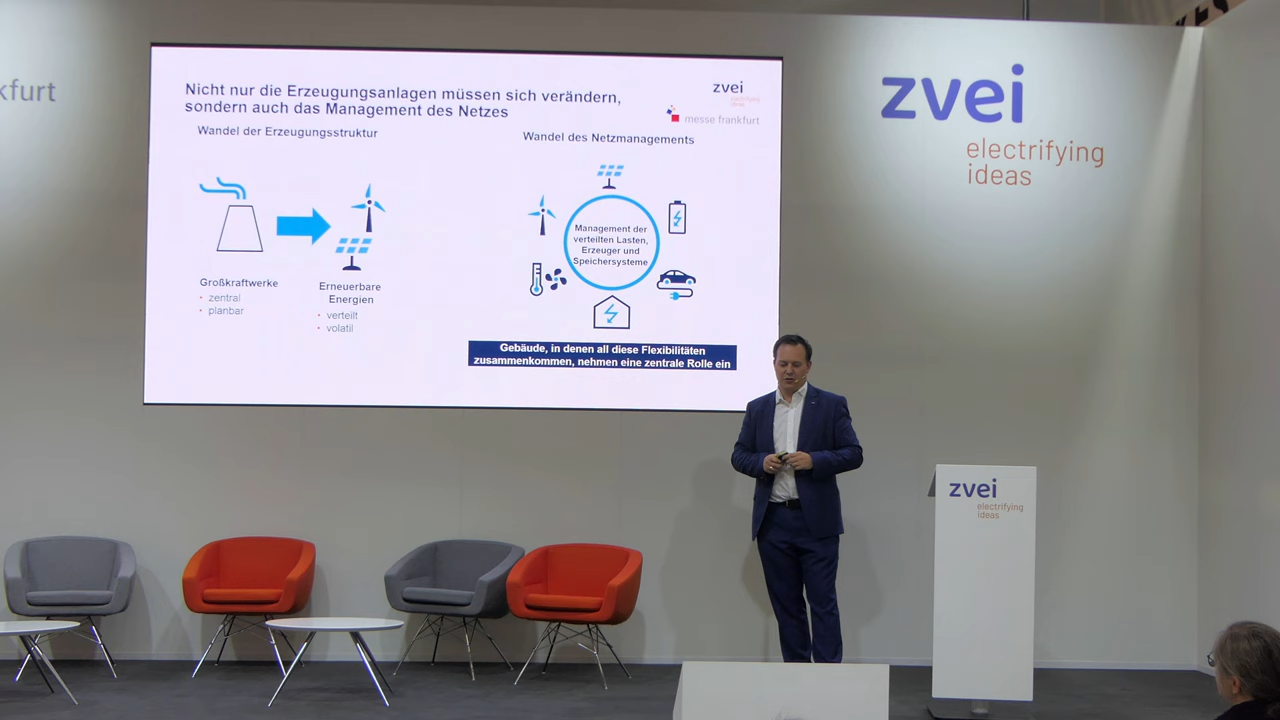 kfurt
Nicht nur die Erzeugungsanlagen müssen sich verändern,
sondern auch das Management des Netzes
zvei
electrifying
ideas
messe frankfurt
Wandel der Erzeugungsstruktur
Großkraftwerke
• zentral
• planbar
Erneuerbare
Energien
• verteilt
• volatil
Wandel des Netzmanagements
Management der
verteilten Lasten,
Erzeuger und
Speichersysteme
Gebäude, in denen all diese Flexibilitäten
zusammenkommen, nehmen eine zentrale Rolle ein
zvei
electrifying
ideas
zvei
electrifying
ideas